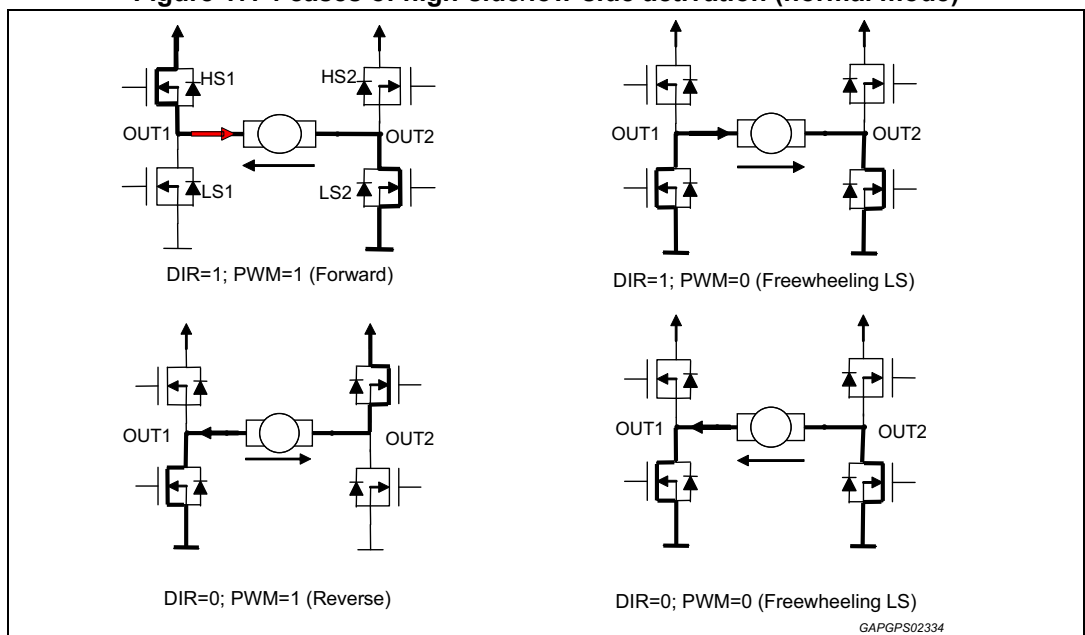 HS1
HS2
OUT1
OUT2
LS1
LS2
DIR=1; PWM=1 (Forward)
OUT1
OUT2
DIR=1; PWM=0 (Freewheeling LS)
OUT1
OUT2
DIR=0; PWM=1 (Reverse)
OUT1
OUT2
DIR=0; PWM=0 (Freewheeling LS)
GAPGPS02334